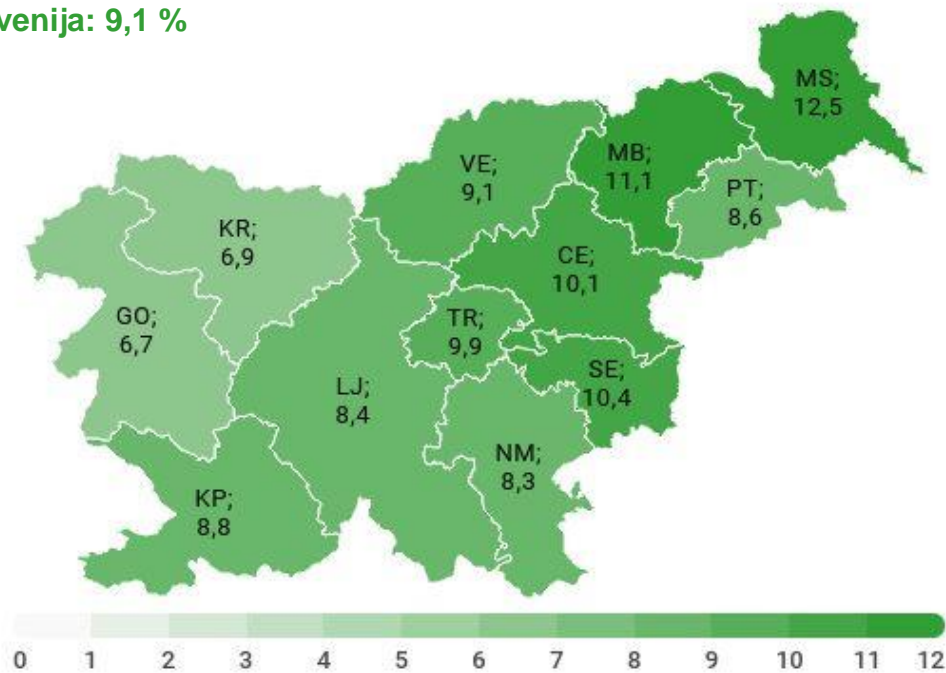 venija: 9,1 %
MS;
12,5
MB;
11,1
VE;
9,1
PT;
8,6
KR;
6,9
CE;
10,1
GO;
6,7
TR;
9,9
SE;
10,4
LJ;
8,4
NM;
8,3
KP;
8,8
0 1 2 3 4 5 6 7 8 9 10 11 12